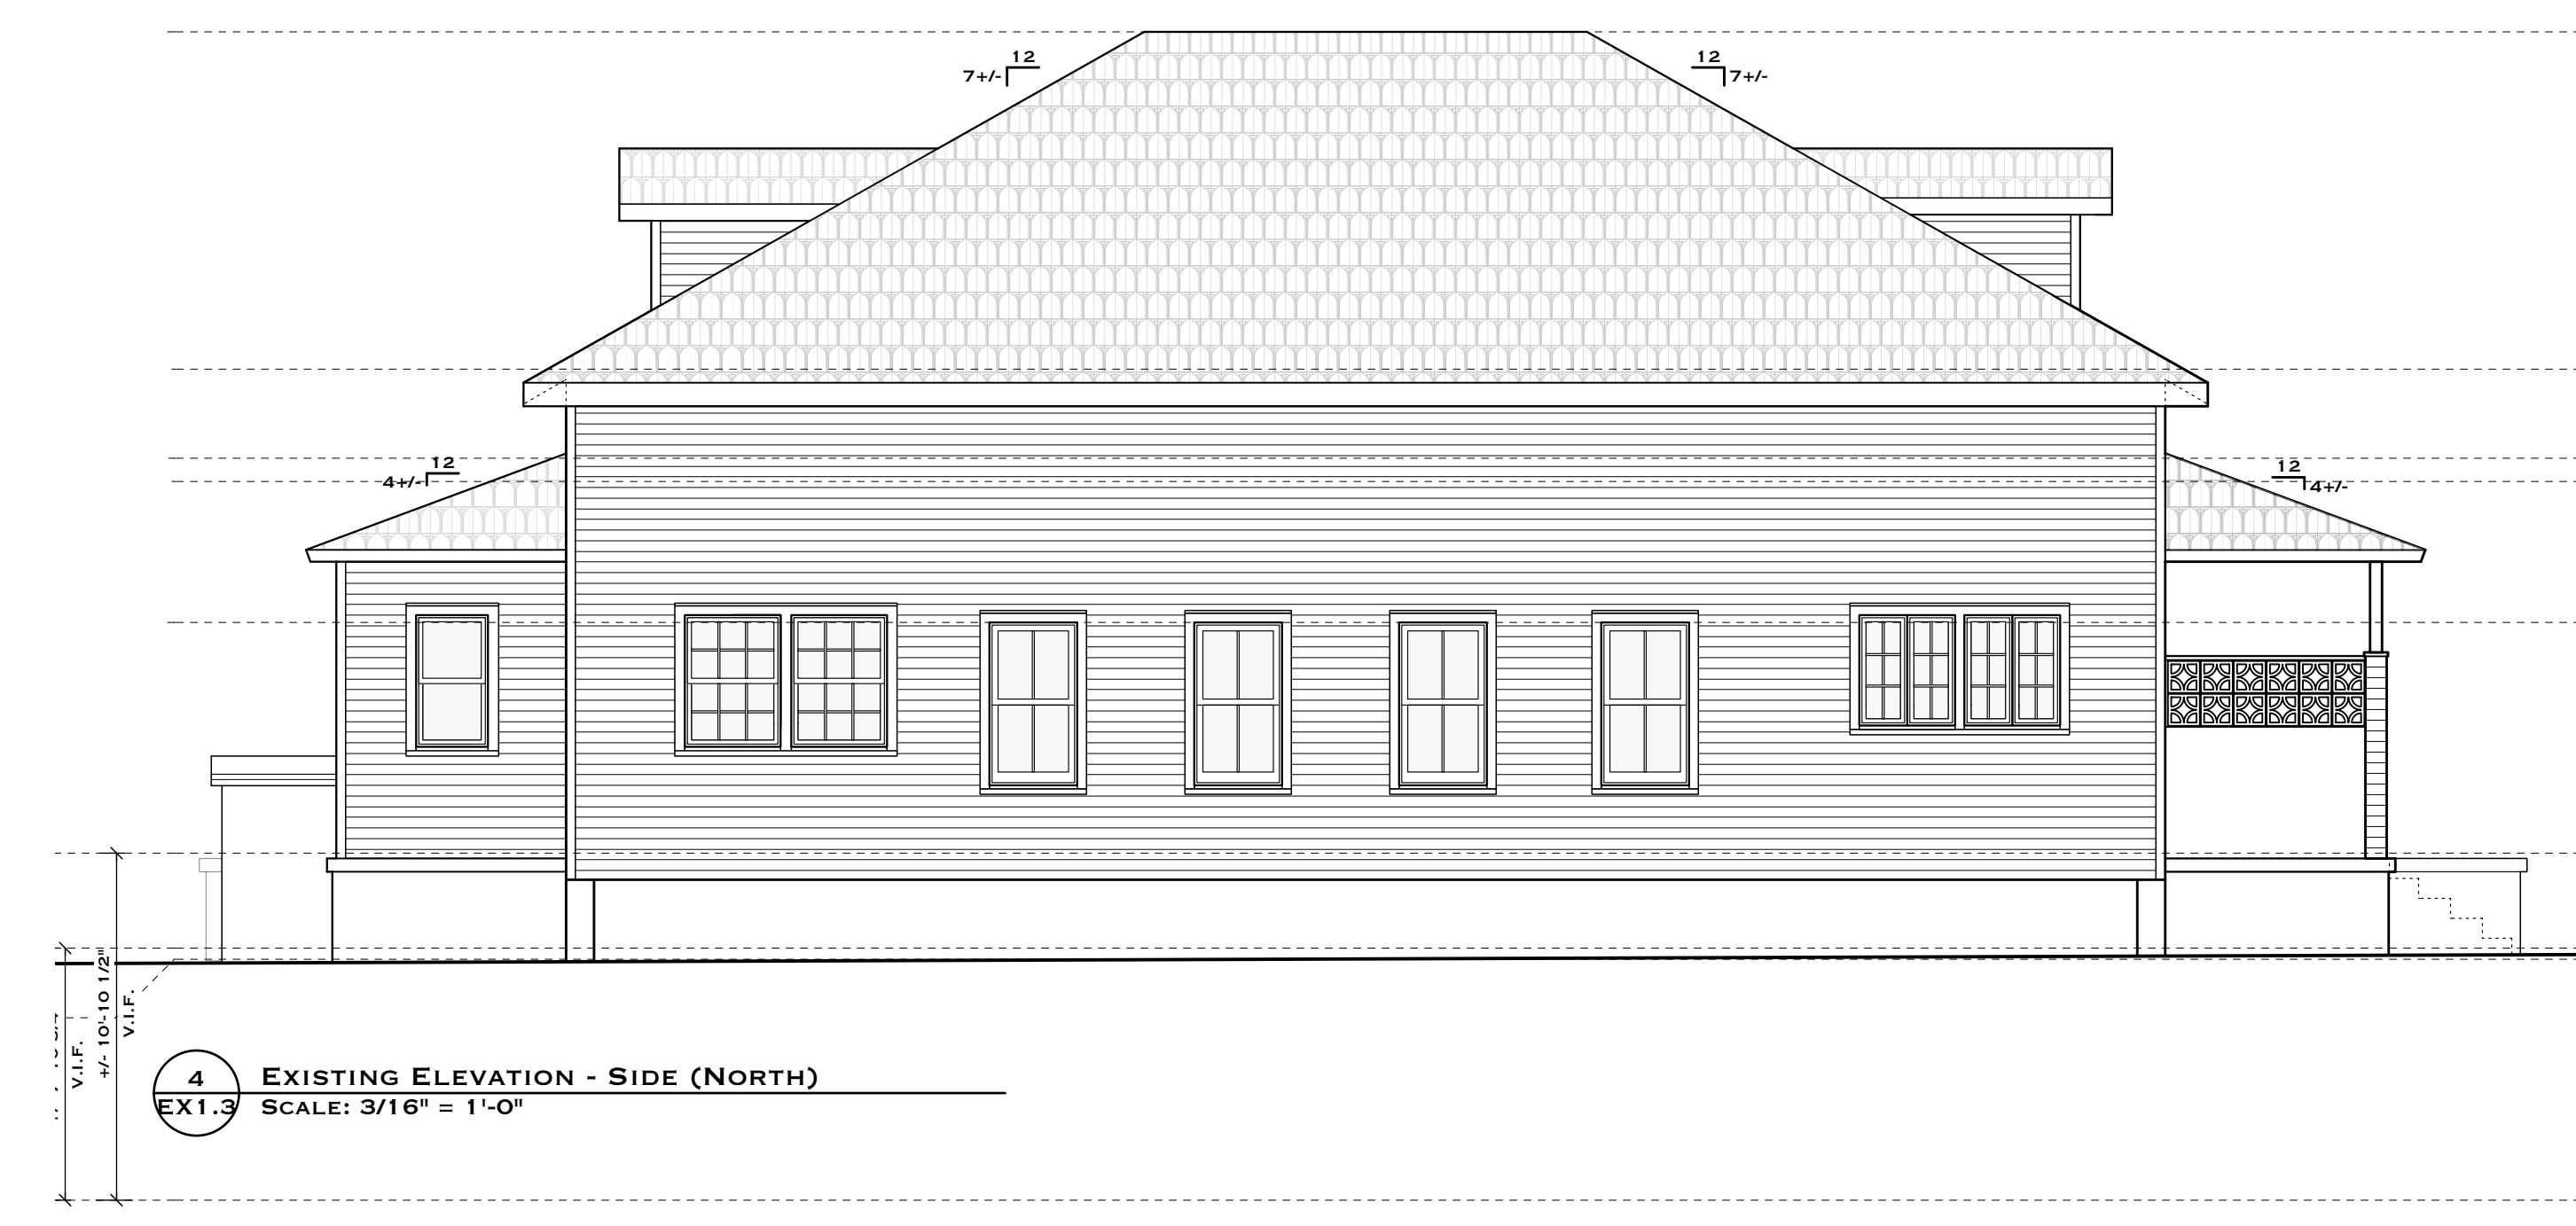 12
7+/-
12
7+/-
12
4+/-
12
4+/-
+/- 10'-10 1/2"
V.I.F.
V.I.F.
4
EX1.3
EXISTING ELEVATION - SIDE (NORTH)
SCALE: 3/16" = 1'-0"